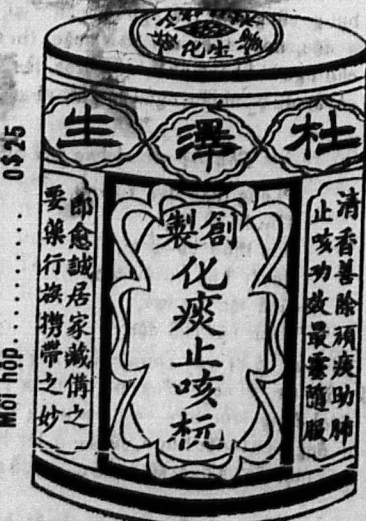 Mỗi hộp........ 0$25
杜澤生
創製
化痰止咳杬
清香善除頑痰助肺
止咳功效最靈隨服
即愈誠居家藏備之
要藥行旅攜帶之妙